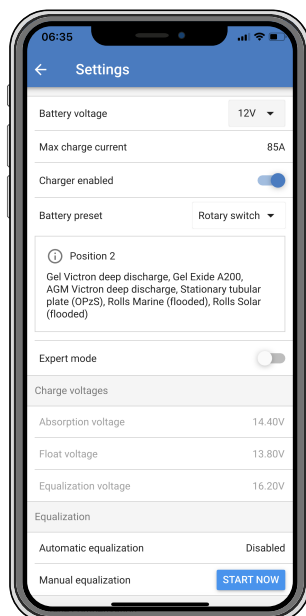 06:35
Settings
Battery voltage 12V
Max charge current 85A
Charger enabled
Battery preset Rotary switch
Position 2
Gel Victron deep discharge, Gel Exide A200,
AGM Victron deep discharge, Stationary tubular
plate (OPzS), Rolls Marine (flooded), Rolls Solar
(flooded)
Expert mode
Charge voltages
Absorption voltage 14.40V
Float voltage 13.80V
Equalization voltage 16.20V
Equalization
Automatic equalization Disabled
Manual equalization START NOW